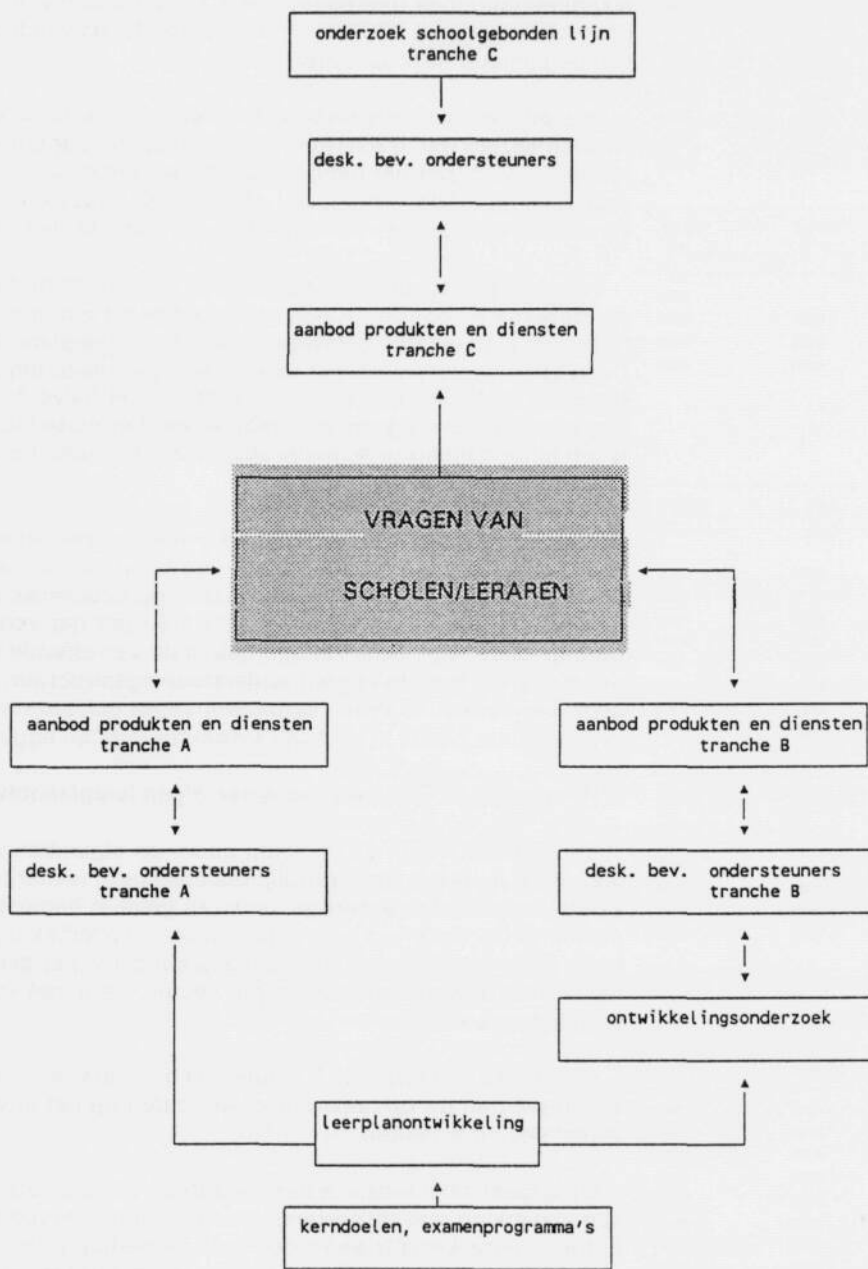 onderzoek schoolgebonden lijn
tranche C
desk. bev. ondersteuners
aanbod produkten en diensten
tranche C
VRAGEN VAN
SCHOLEN/LERAREN
aanbod produkten en diensten
tranche A
aanbod produkten en diensten
tranche B
desk. bev. ondersteuners
tranche A
desk. bev. ondersteuners
tranche B
ontwikkelingsonderzoek
leerplanontwikkeling
kerndoelen, examenprogramma's